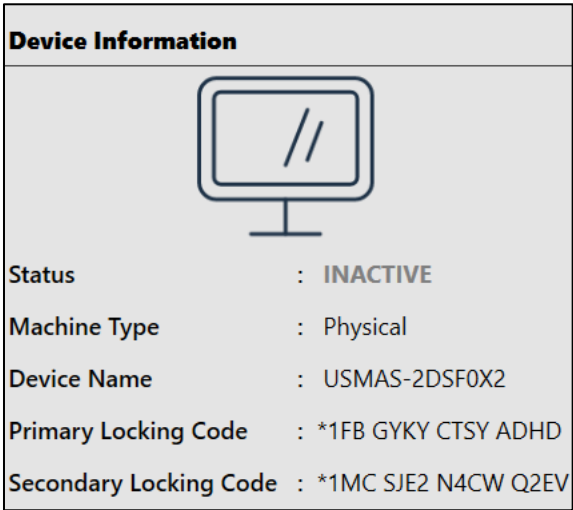 Device Information
Status : INACTIVE
Machine Type : Physical
Device Name : USMAS-2DSF0X2
Primary Locking Code : *1FB GYKY CTSY ADHD
Secondary Locking Code : *1MC SJE2 N4CW Q2EV